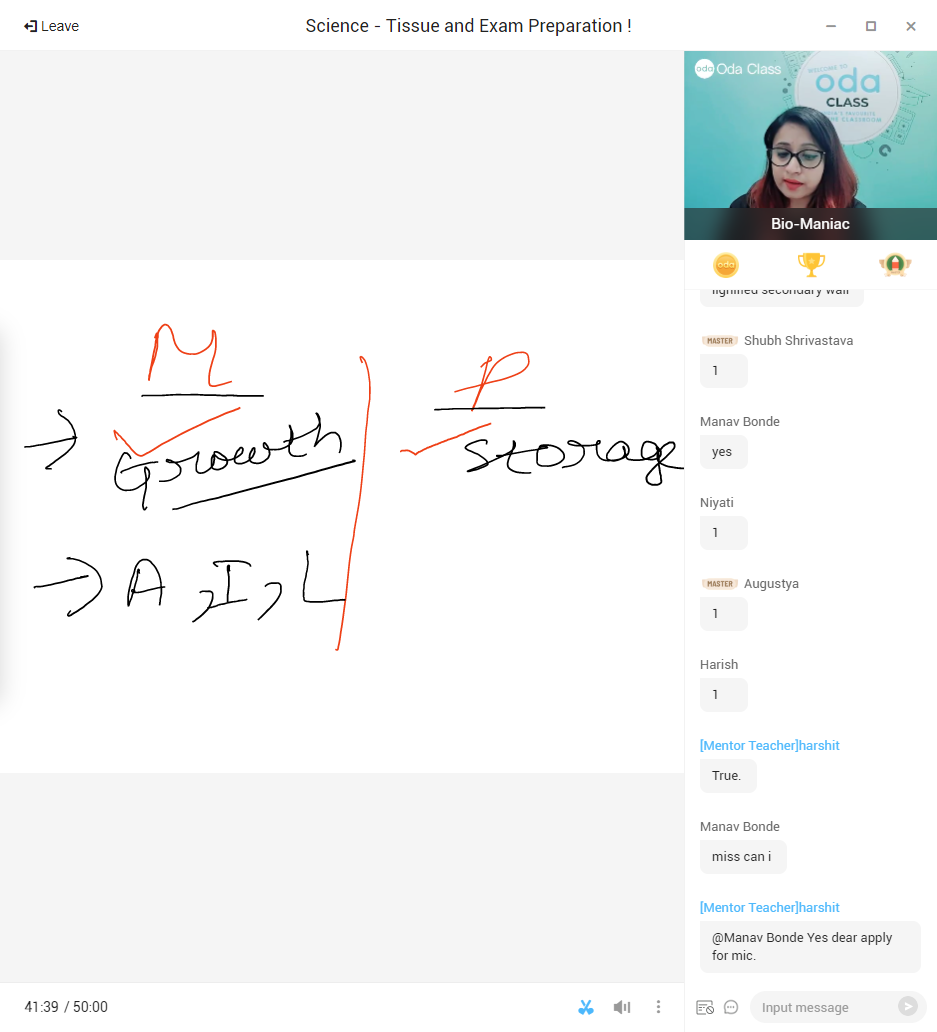 Leave
Science - Tissue and Exam Preparation !
oda Oda Class
WELCOME TO
oda
CLASS
Bio-Maniac
oda
lignified secondary wall
MASTER Shubh Shrivastava
1
Manav Bonde
yes
Niyati
1
MASTER Augustya
1
Harish
1
[Mentor Teacher]harshit
True.
Manav Bonde
miss can i
[Mentor Teacher]harshit
@Manav Bonde Yes dear apply
for mic.
M
P
→ Growth
Storage
→ A, I, L
41:39 / 50:00
Input message